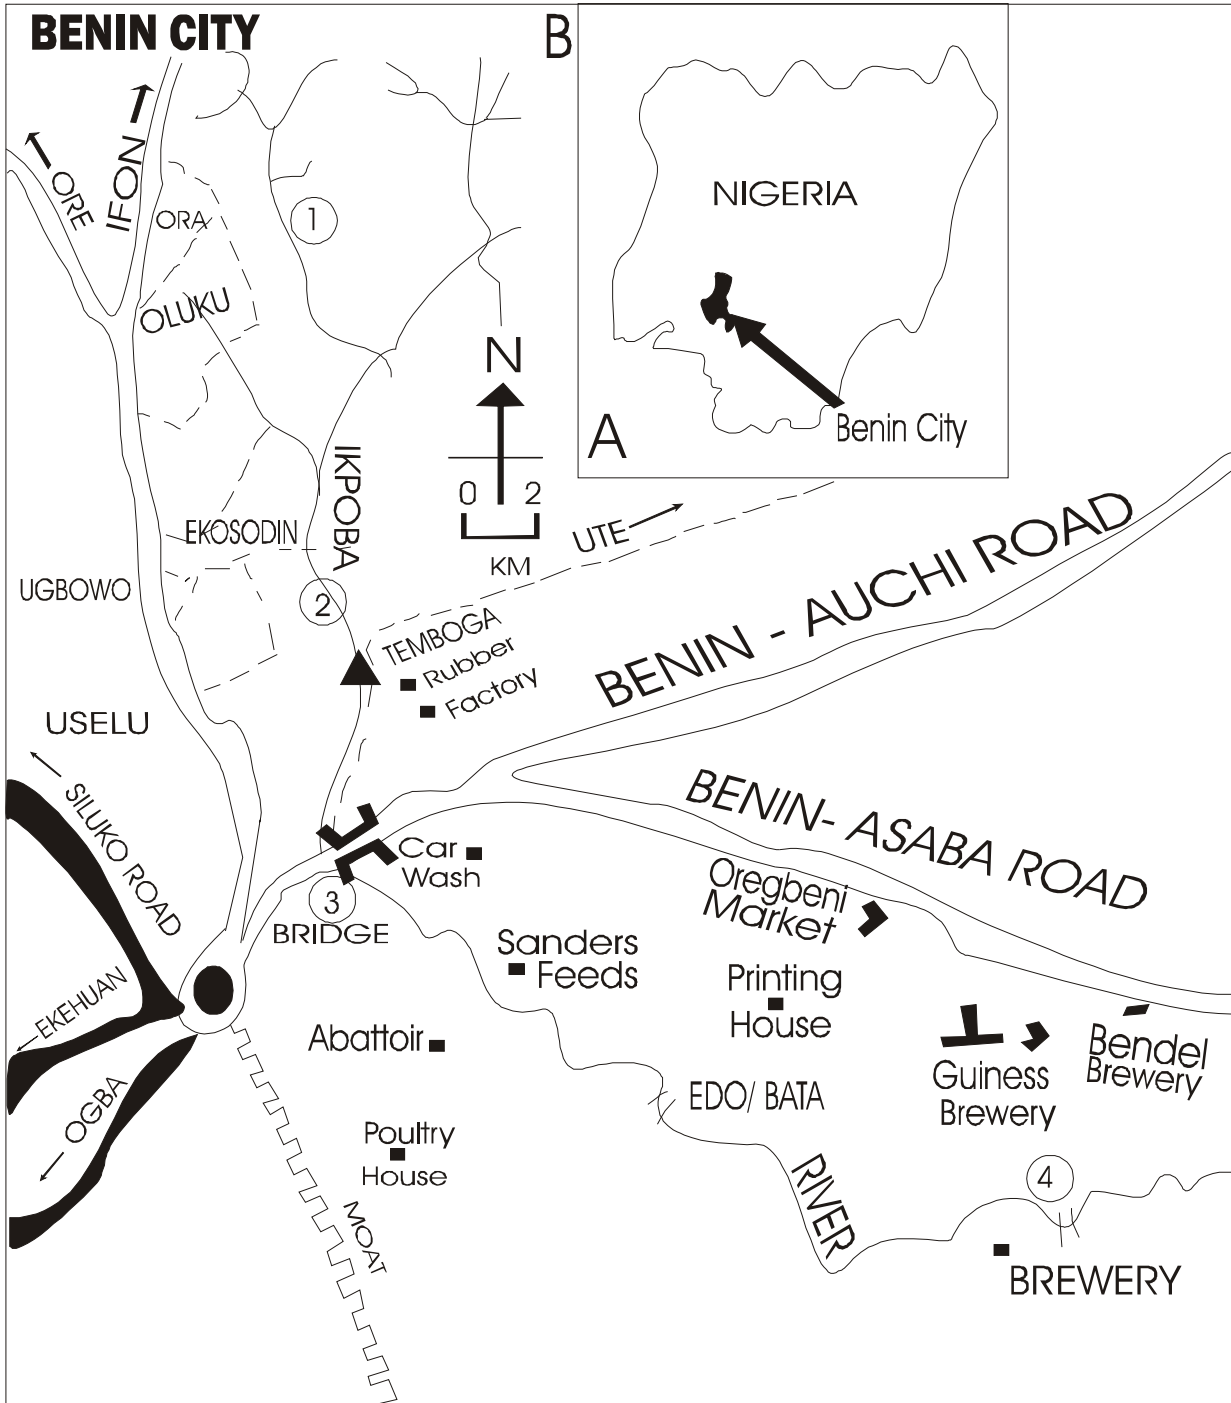 BENIN CITY
B
NIGERIA
Benin City
A
IFON
ORE
ORA
1
OLUKU
N
0 2
KM
IKPOBA
EKOSODIN
UTE
UGBOWO
2
TEMBOGA
Rubber
Factory
BENIN - AUCHI ROAD
USELU
SILUKO ROAD
BENIN- ASABA ROAD
Car
Wash
Oregbeni
Market
3
BRIDGE
Sanders
Feeds
Printing
House
EKEHUAN
Abattoir
Guiness
Brewery
Bendel
Brewery
EDO/ BATA
OGBA
Poultry
House
RIVER
4
MOAT
BREWERY